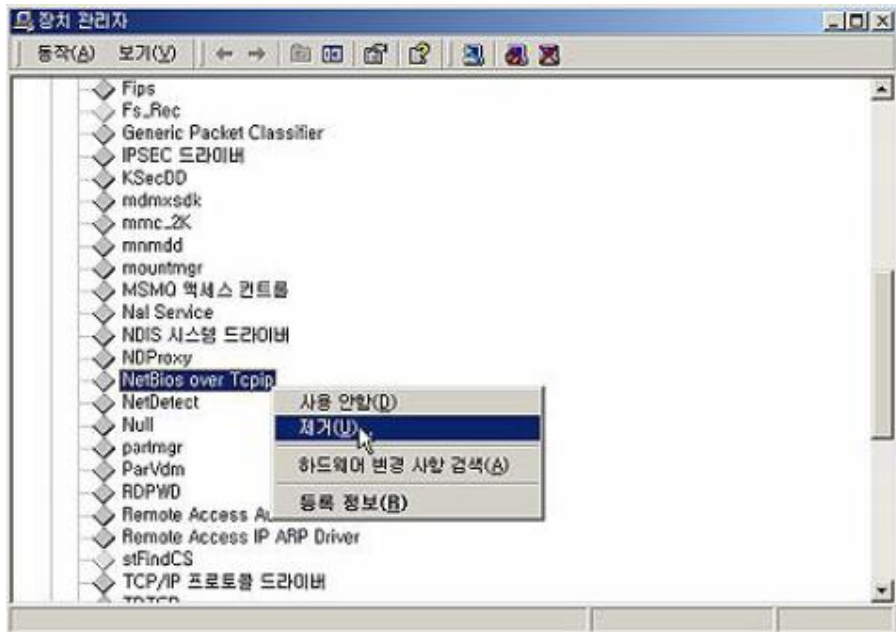 장치 관리자
동작(A) 보기(V)
Fips
Fs_Rec
Generic Packet Classifier
IPSEC 드라이버
KSecDD
mdmxsdk
mmc_2K
mnmdd
mountmgr
MSMQ 액세스 컨트롤
Nal Service
NDIS 시스템 드라이버
NDProxy
NetBios over Tcpip
NetDetect
Null
partmgr
ParVdm
RDPWD
Remote Access Au
Remote Access IP ARP Driver
stFindCS
TCP/IP 프로토콜 드라이버
사용 안함(D)
제거(U)...
하드웨어 변경 사항 검색(A)
등록 정보(R)